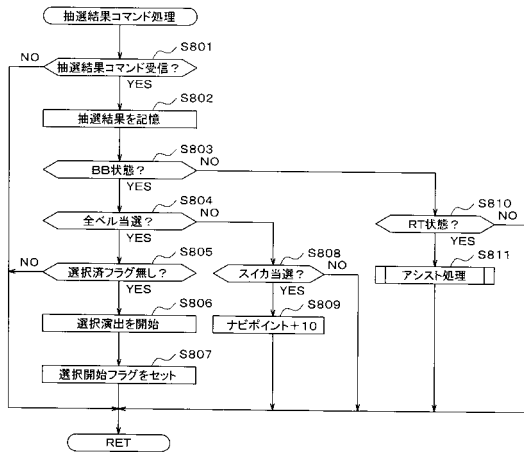 抽選結果コマンド処理
S801
NO
抽選結果コマンド受信？
YES
S802
抽選結果を記憶
S803
BB状態？
NO
YES
S804
全ベル当選？
NO
YES
S810
RT状態？
NO
YES
S805
NO
選択済フラグ無し？
YES
S808
スイカ当選？
NO
YES
S811
アシスト処理
S806
選択演出を開始
S809
ナビポイント＋10
S807
選択開始フラグをセット
RET